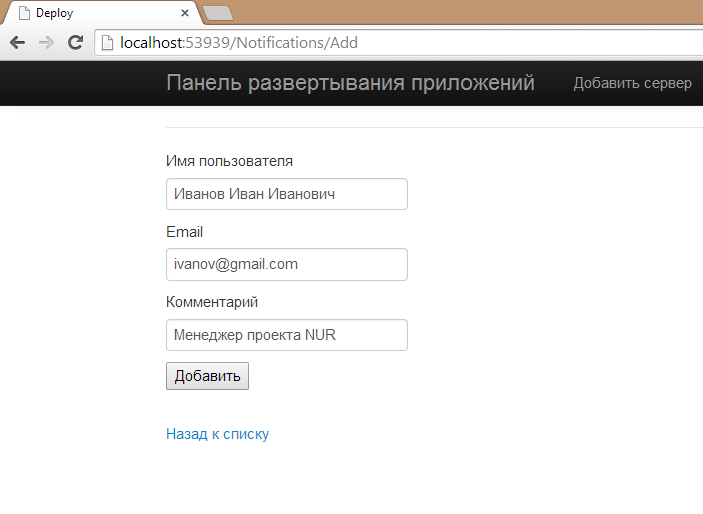 Deploy
localhost:53939/Notifications/Add
Панель развертывания приложений Добавить сервер
Имя пользователя
Иванов Иван Иванович
Email
ivanov@gmail.com
Комментарий
Менеджер проекта NUR
Добавить
Назад к списку